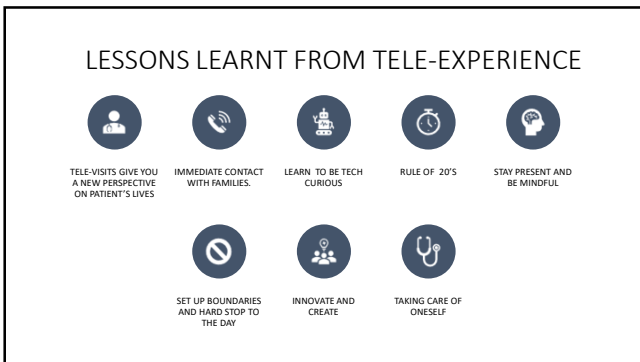 LESSONS LEARNT FROM TELE-EXPERIENCE
TELE-VISITS GIVE YOU
A NEW PERSPECTIVE
ON PATIENT'S LIVES
IMMEDIATE CONTACT
WITH FAMILIES.
LEARN TO BE TECH
CURIOUS
RULE OF 20'S
STAY PRESENT AND
BE MINDFUL
SET UP BOUNDARIES
AND HARD STOP TO
THE DAY
INNOVATE AND
CREATE
TAKING CARE OF
ONESELF